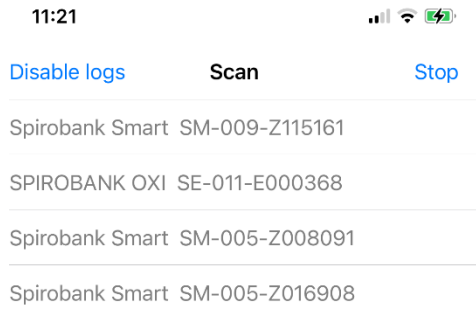 11:21
Disable logs Scan Stop
Spirobank Smart SM-009-Z115161
SPIROBANK OXI SE-011-E000368
Spirobank Smart SM-005-Z008091
Spirobank Smart SM-005-Z016908